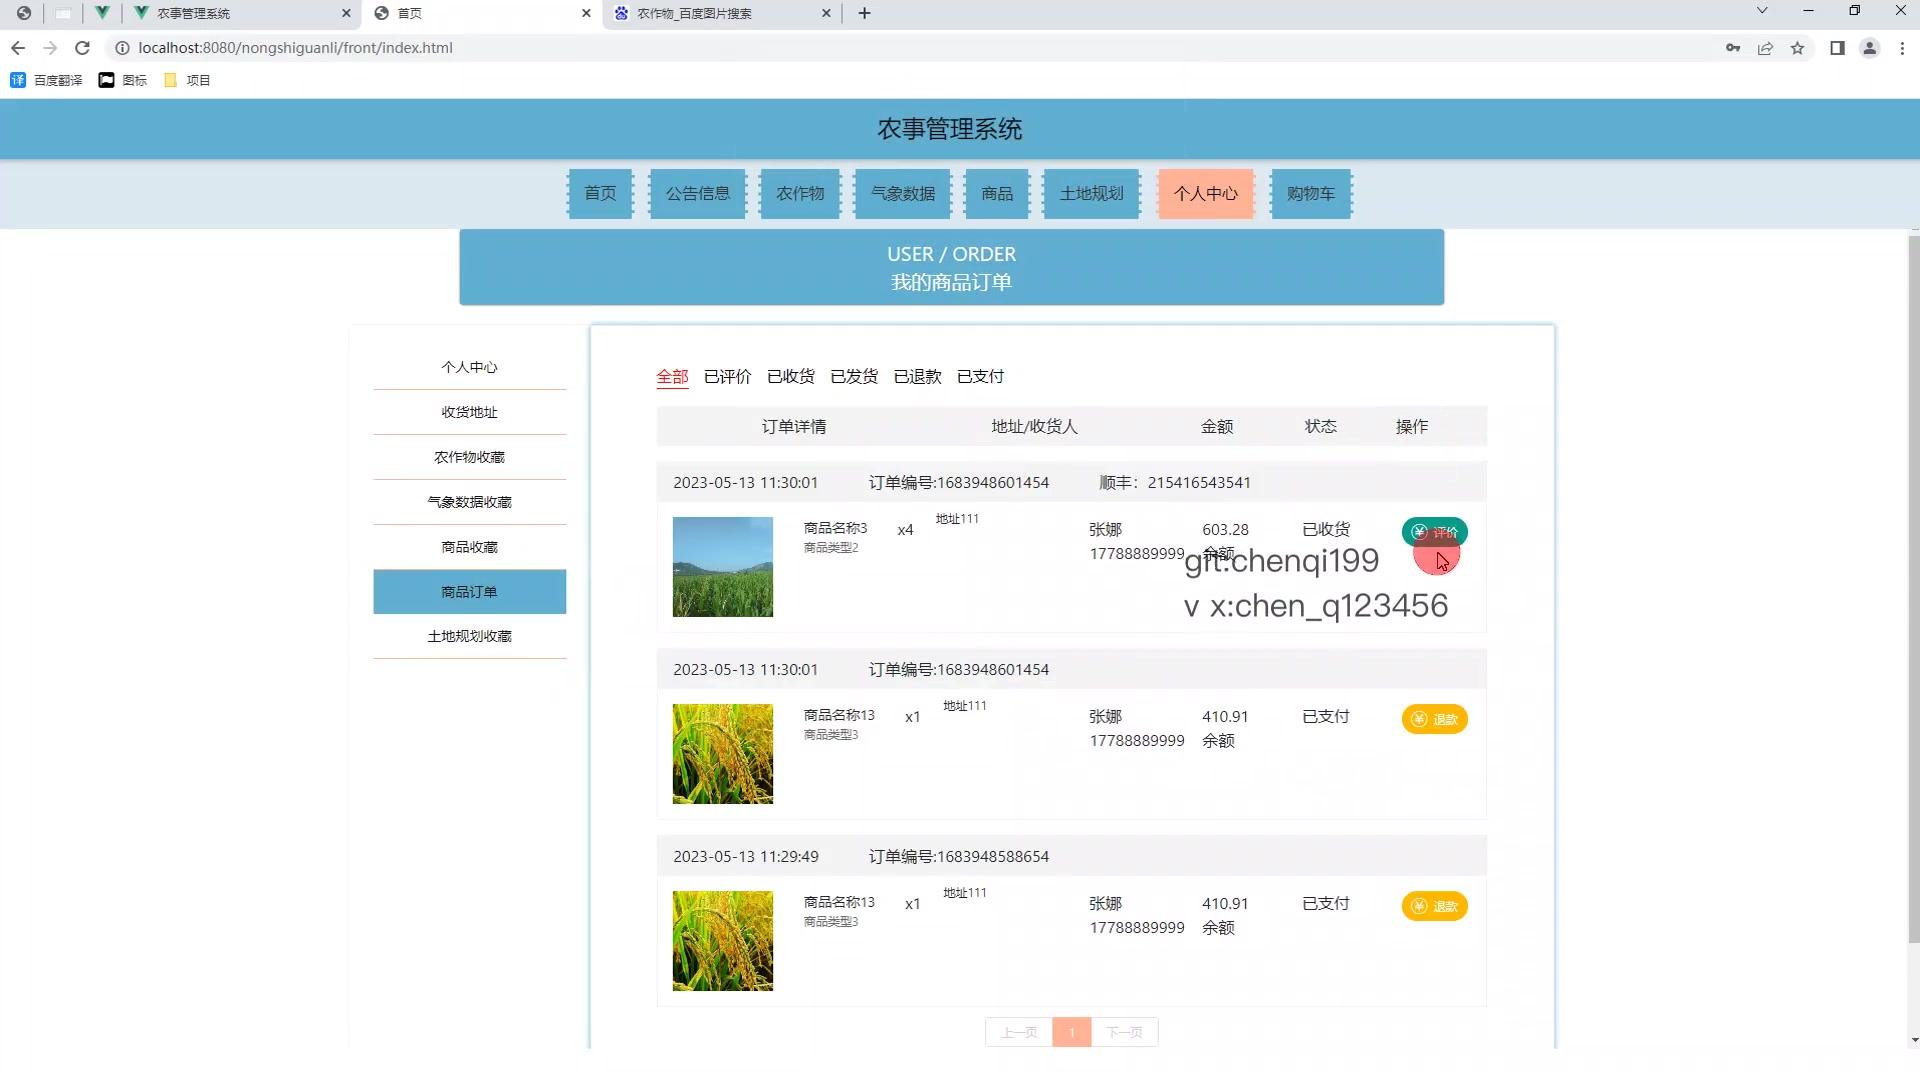 农事管理系统
首页
农作物_百度图片搜索
localhost:8080/nongshiguanli/front/index.html
译 百度翻译
图标
项目
农事管理系统
首页
公告信息
农作物
气象数据
商品
土地规划
个人中心
购物车
USER / ORDER
我的商品订单
个人中心
收货地址
农作物收藏
气象数据收藏
商品收藏
商品订单
土地规划收藏
全部 已评价 已收货 已发货 已退款 已支付
订单详情 地址/收货人 金额 状态 操作
2023-05-13 11:30:01 订单编号:1683948601454 顺丰：215416543541
商品名称3 x4 地址111 张娜 603.28 已收货 评价
商品类型2 17788889999 余额
git:chenqi199
v x:chen_q123456
2023-05-13 11:30:01 订单编号:1683948601454
商品名称13 x1 地址111 张娜 410.91 已支付 退款
商品类型3 17788889999 余额
2023-05-13 11:29:49 订单编号:1683948588654
商品名称13 x1 地址111 张娜 410.91 已支付 退款
商品类型3 17788889999 余额
上一页 1 下一页